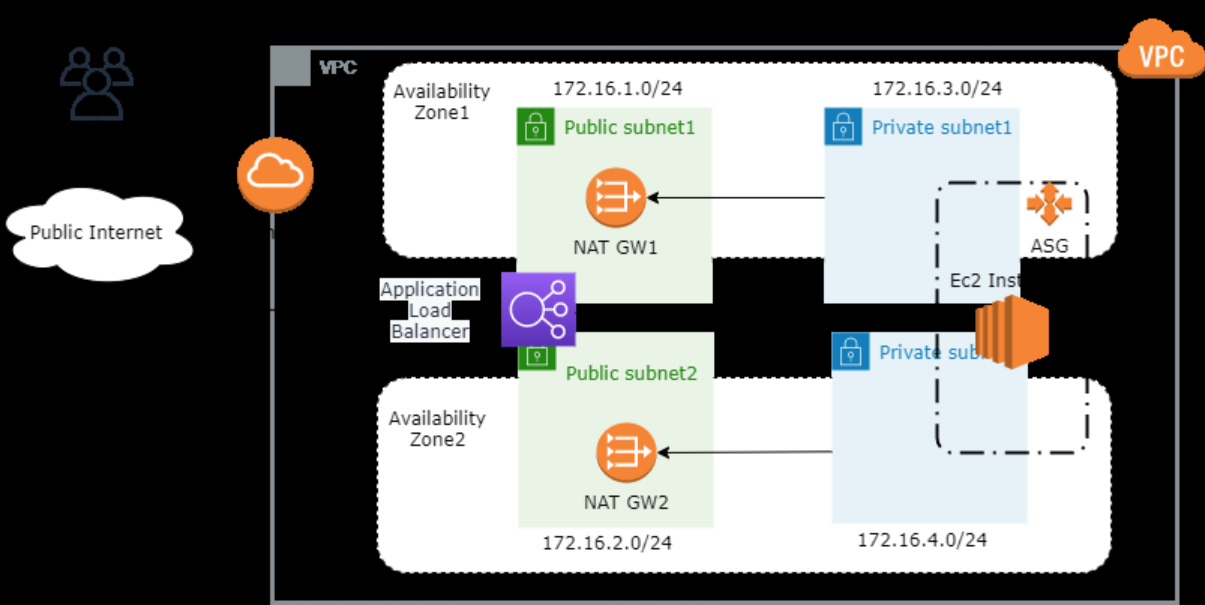 VPC
VPC
Availability
Zone1
172.16.1.0/24
172.16.3.0/24
Public subnet1
Private subnet1
Public Internet
NAT GW1
ASG
Application
Load
Balancer
Ec2 Inst
Private sub
Public subnet2
Availability
Zone2
NAT GW2
172.16.2.0/24
172.16.4.0/24